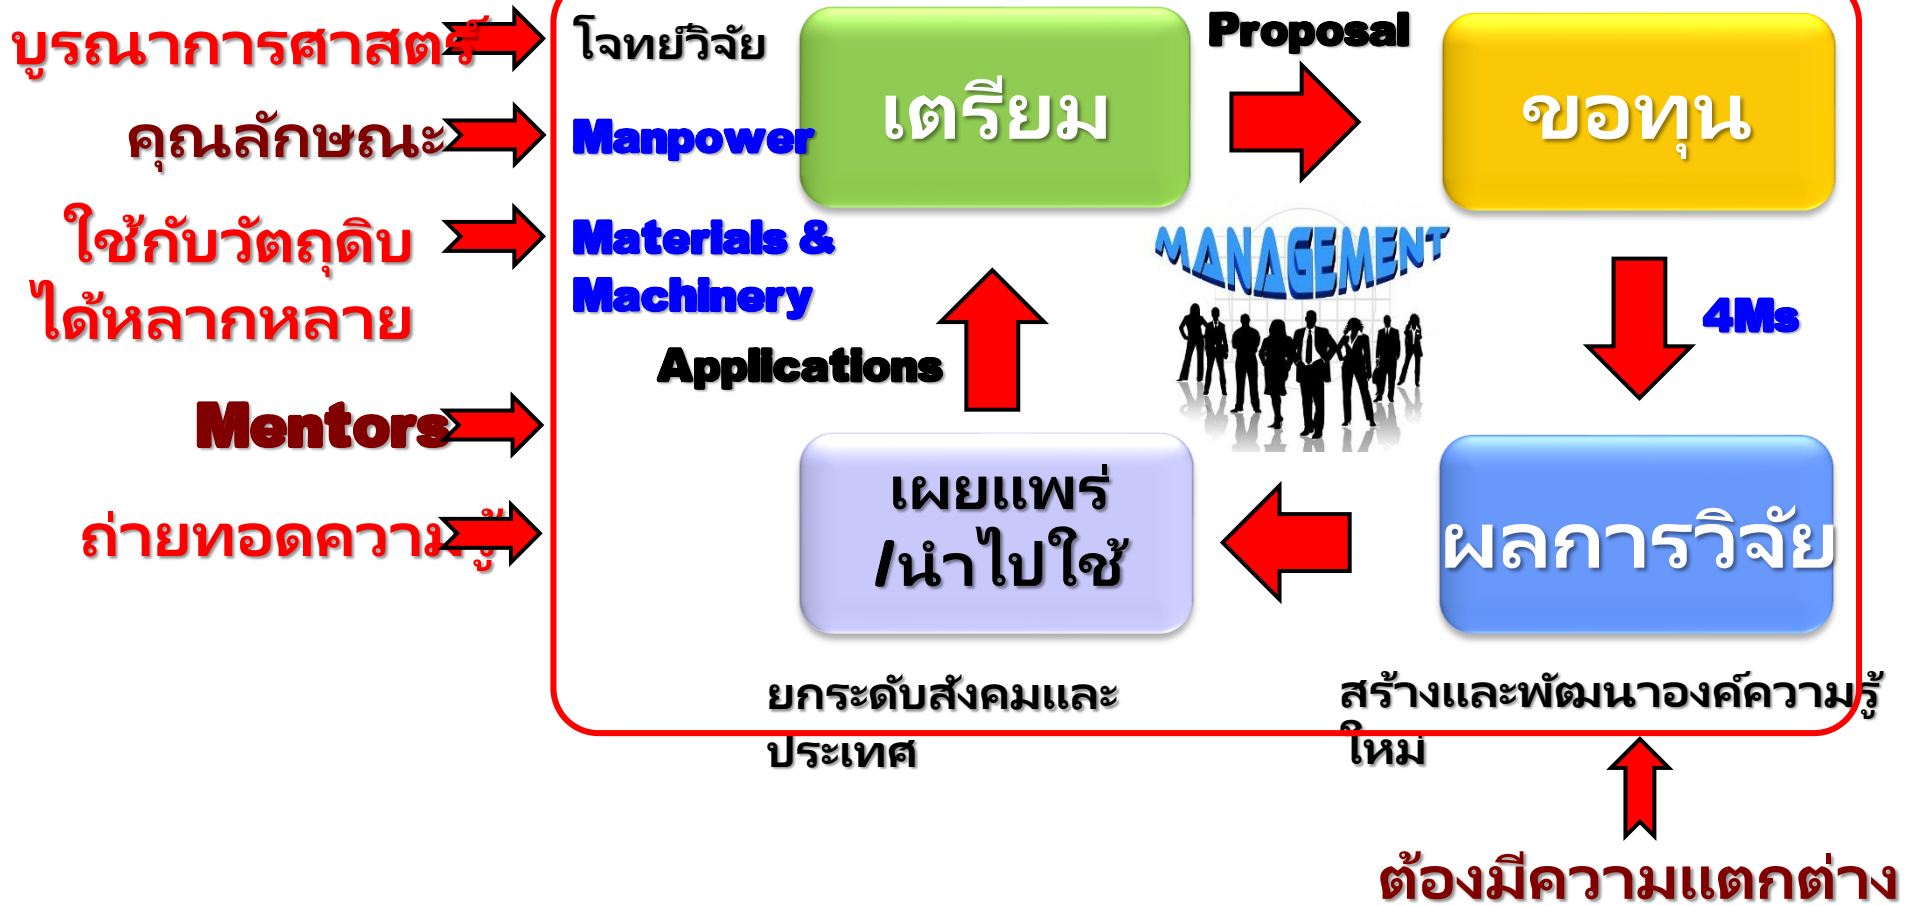 บูรณาการศาสตร์
โจทย์วิจัย
เตรียม
Proposal
ขอทุน
คุณลักษณะ
Manpower
ใช้กับวัตถุดิบ
ได้หลากหลาย
Materials &
Machinery
MANAGEMENT
4Ms
Applications
Mentors
เผยแพร่
/นำไปใช้
ผลการวิจัย
ถ่ายทอดความรู้
ยกระดับสังคมและ
ประเทศ
สร้างและพัฒนาองค์ความรู้
ใหม่
ต้องมีความแตกต่าง